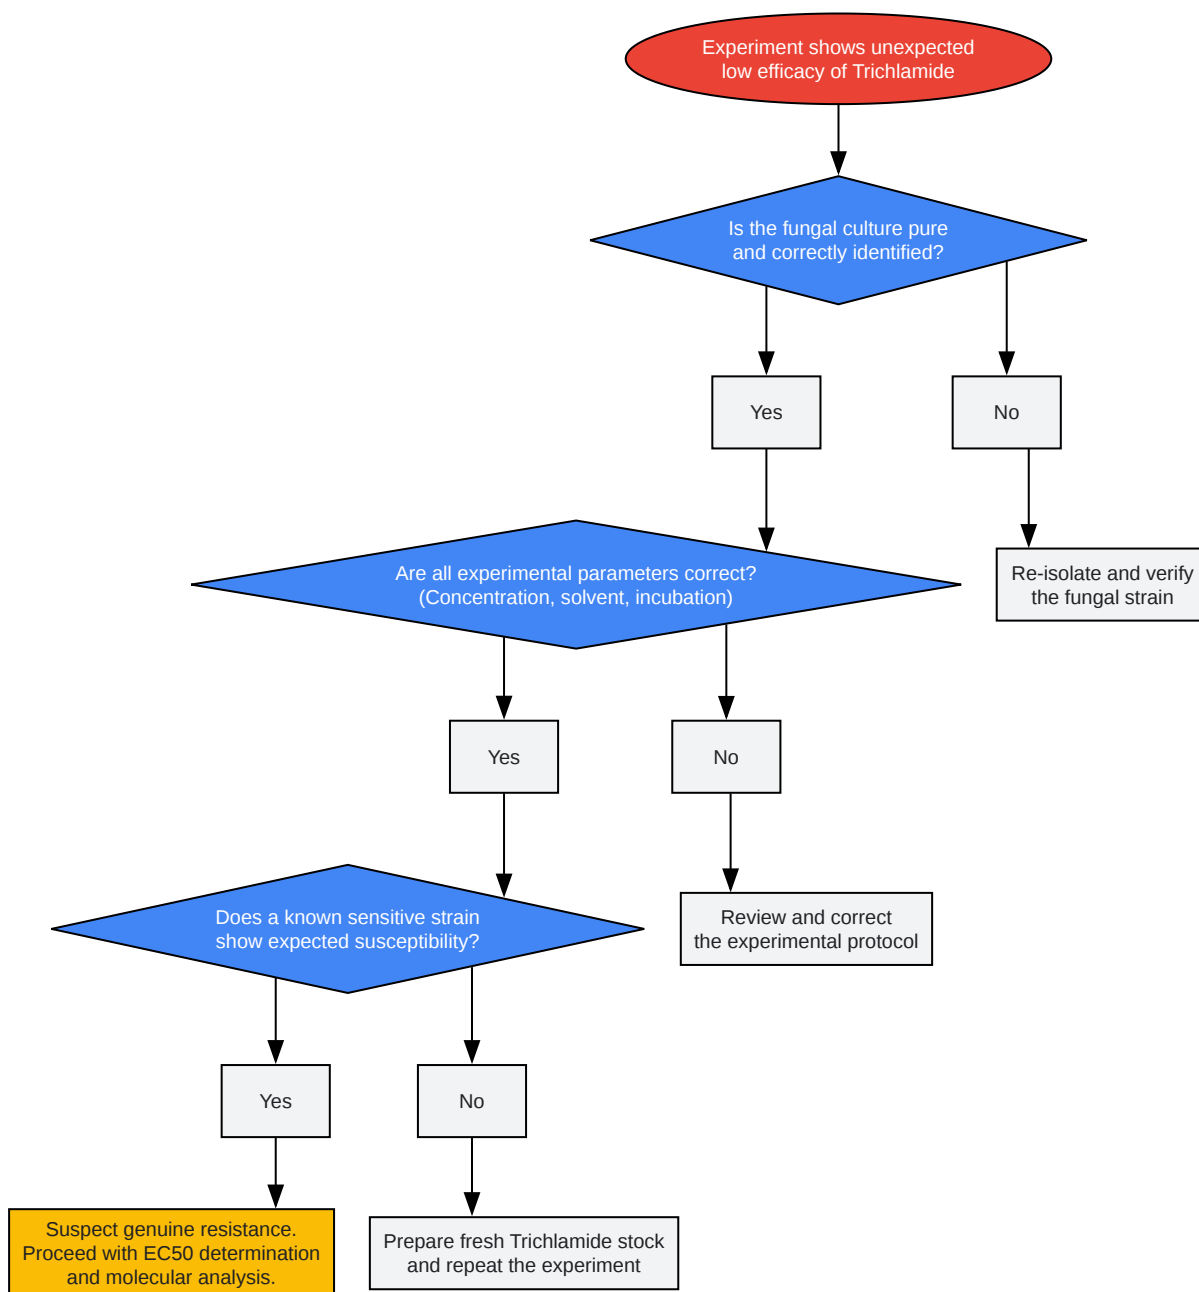 Experiment shows unexpected
low efficacy of Trichlamide
Is the fungal culture pure
and correctly identified?
Yes
No
Are all experimental parameters correct?
(Concentration, solvent, incubation)
Re-isolate and verify
the fungal strain
Yes
No
Does a known sensitive strain
show expected susceptibility?
Review and correct
the experimental protocol
Yes
No
Suspect genuine resistance.
Proceed with EC50 determination
and molecular analysis.
Prepare fresh Trichlamide stock
and repeat the experiment